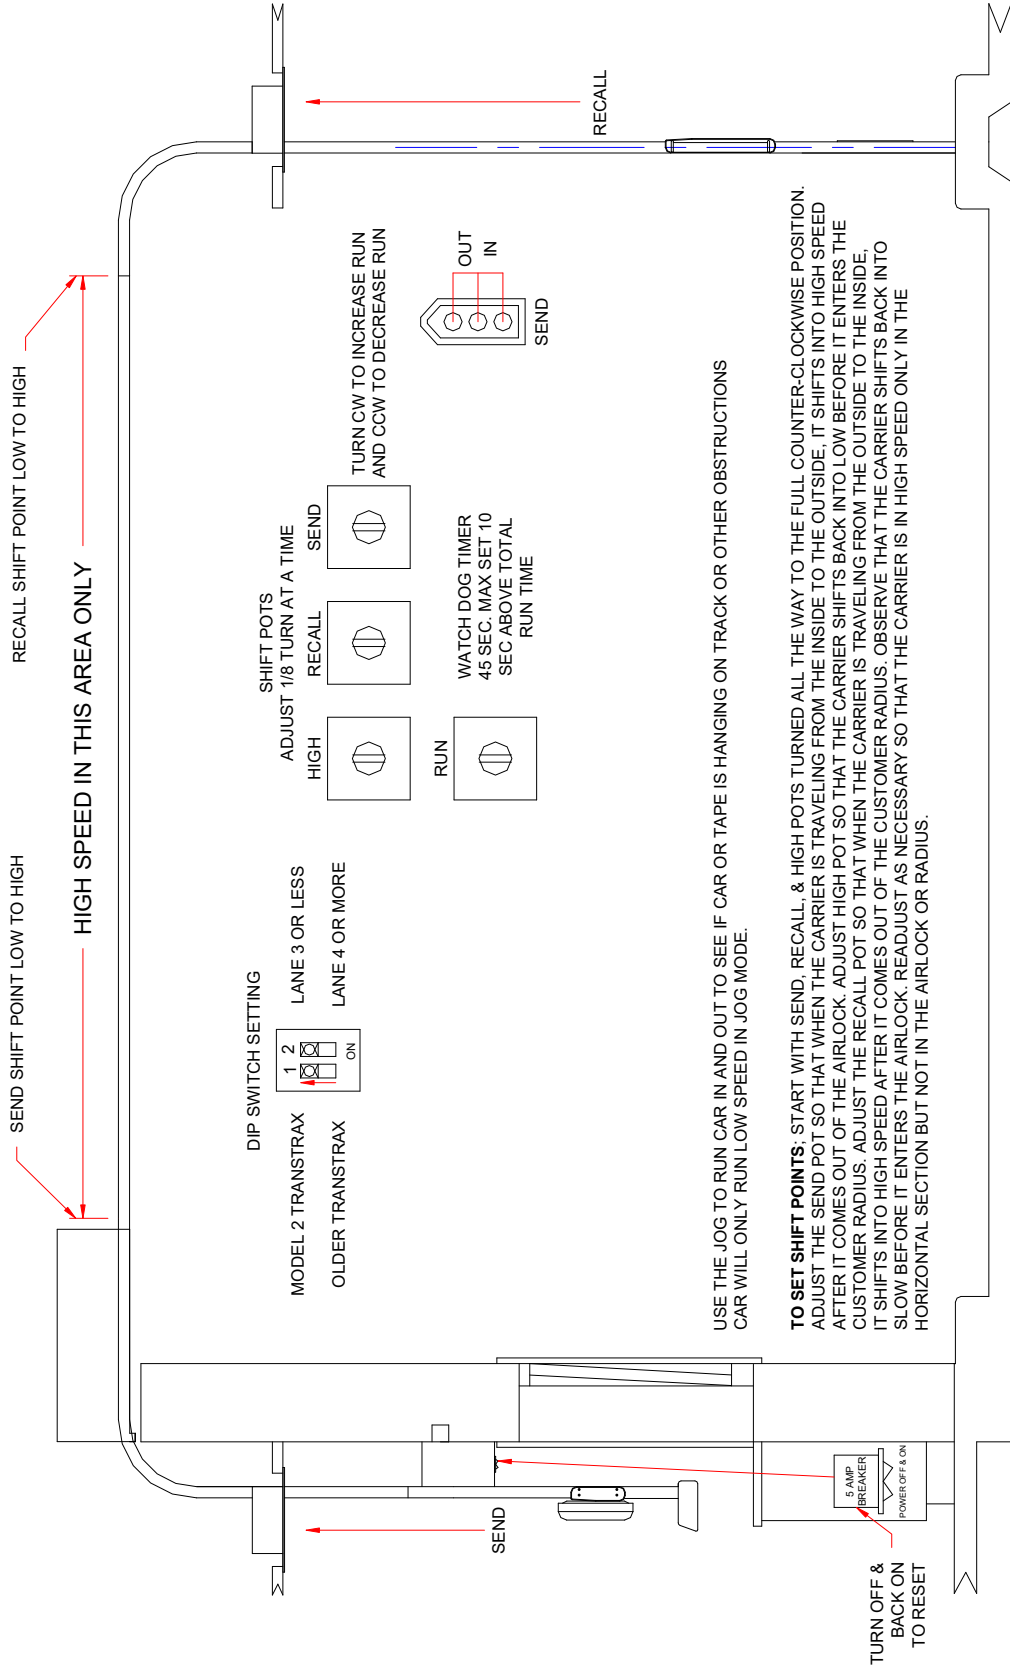 SEND SHIFT POINT LOW TO HIGH
RECALL SHIFT POINT LOW TO HIGH
HIGH SPEED IN THIS AREA ONLY
SEND
RECALL
DIP SWITCH SETTING
MODEL 2 TRANSTRAX
OLDER TRANSTRAX
1 2
ON
LANE 3 OR LESS
LANE 4 OR MORE
SHIFT POTS
ADJUST 1/8 TURN AT A TIME
HIGH
RECALL
SEND
TURN CW TO INCREASE RUN
AND CCW TO DECREASE RUN
RUN
WATCH DOG TIMER
45 SEC. MAX SET 10
SEC ABOVE TOTAL
RUN TIME
OUT
IN
SEND
USE THE JOG TO RUN CAR IN AND OUT TO SEE IF CAR OR TAPE IS HANGING ON TRACK OR OTHER OBSTRUCTIONS
CAR WILL ONLY RUN LOW SPEED IN JOG MODE.
TO SET SHIFT POINTS; START WITH SEND, RECALL, & HIGH POTS TURNED ALL THE WAY TO THE FULL COUNTER-CLOCKWISE POSITION.
ADJUST THE SEND POT SO THAT WHEN THE CARRIER IS TRAVELING FROM THE INSIDE TO THE OUTSIDE, IT SHIFTS INTO HIGH SPEED
AFTER IT COMES OUT OF THE AIRLOCK. ADJUST HIGH POT SO THAT THE CARRIER SHIFTS BACK INTO LOW BEFORE IT ENTERS THE
CUSTOMER RADIUS. ADJUST THE RECALL POT SO THAT WHEN THE CARRIER IS TRAVELING FROM THE OUTSIDE TO THE INSIDE,
IT SHIFTS INTO HIGH SPEED AFTER IT COMES OUT OF THE CUSTOMER RADIUS. OBSERVE THAT THE CARRIER SHIFTS BACK INTO
SLOW BEFORE IT ENTERS THE AIRLOCK. READJUST AS NECESSARY SO THAT THE CARRIER IS IN HIGH SPEED ONLY IN THE
HORIZONTAL SECTION BUT NOT IN THE AIRLOCK OR RADIUS.
5 AMP
BREAKER
POWER OFF & ON
TURN OFF &
BACK ON
TO RESET